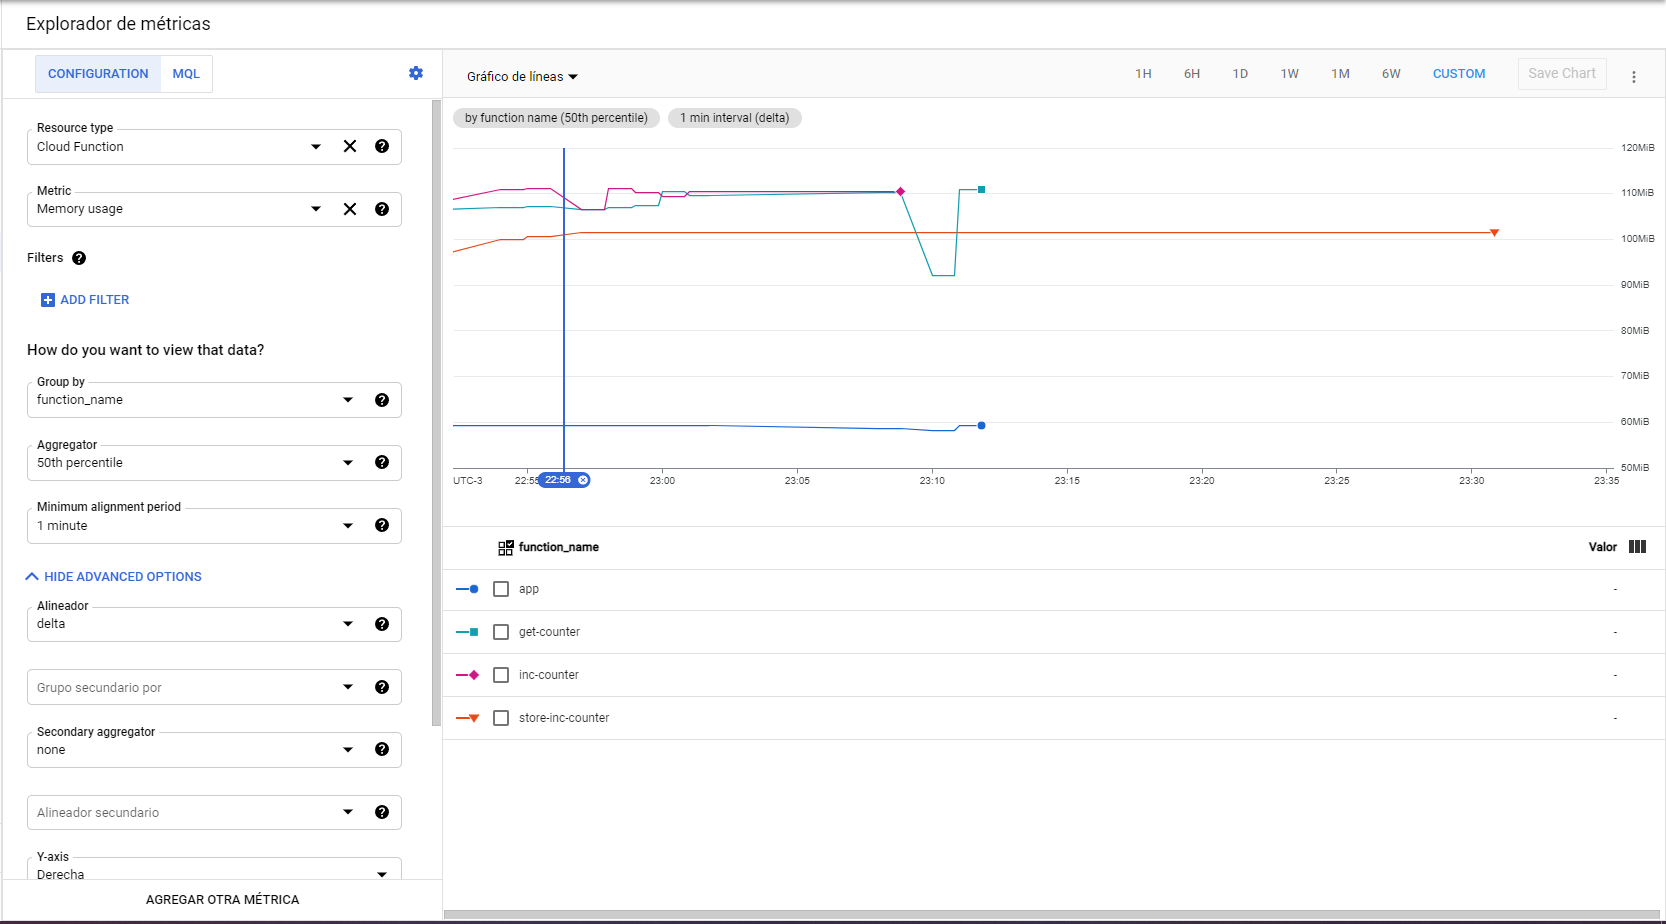 Explorador de métricas
CONFIGURATION
MQL
Resource type
Cloud Function
Metric
Memory usage
Filters
ADD FILTER
How do you want to view that data?
Group by
function_name
Aggregator
50th percentile
Minimum alignment period
1 minute
HIDE ADVANCED OPTIONS
Alineador
delta
Grupo secundario por
Secondary aggregator
none
Alineador secundario
Y-axis
Derecha
AGREGAR OTRA MÉTRICA
Gráfico de líneas
1H
6H
1D
1W
1M
6W
CUSTOM
Save Chart
by function name (50th percentile)
1 min interval (delta)
120MiB
110MiB
100MiB
90MiB
80MiB
70MiB
60MiB
50MiB
UTC-3
22:55
22:56
23:00
23:05
23:10
23:15
23:20
23:25
23:30
23:35
function_name
Valor
app
-
get-counter
-
inc-counter
-
store-inc-counter
-